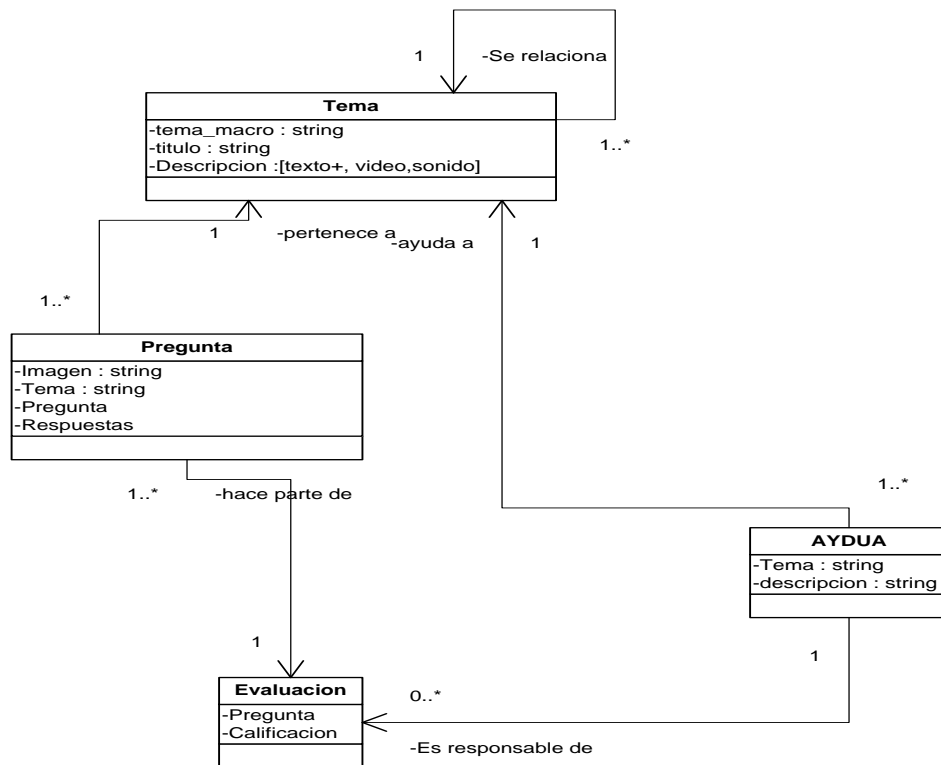 1
-Se relaciona
Tema
-tema_macro : string
-titulo : string
-Descripcion :[texto+, video,sonido]
1..*
1
-pertenece a
-ayuda a
1
1..*
Pregunta
-Imagen : string
-Tema : string
-Pregunta
-Respuestas
1..*
-hace parte de
1..*
AYDUA
-Tema : string
-descripcion : string
1
1
Evaluacion
-Pregunta
-Calificacion
0..*
-Es responsable de